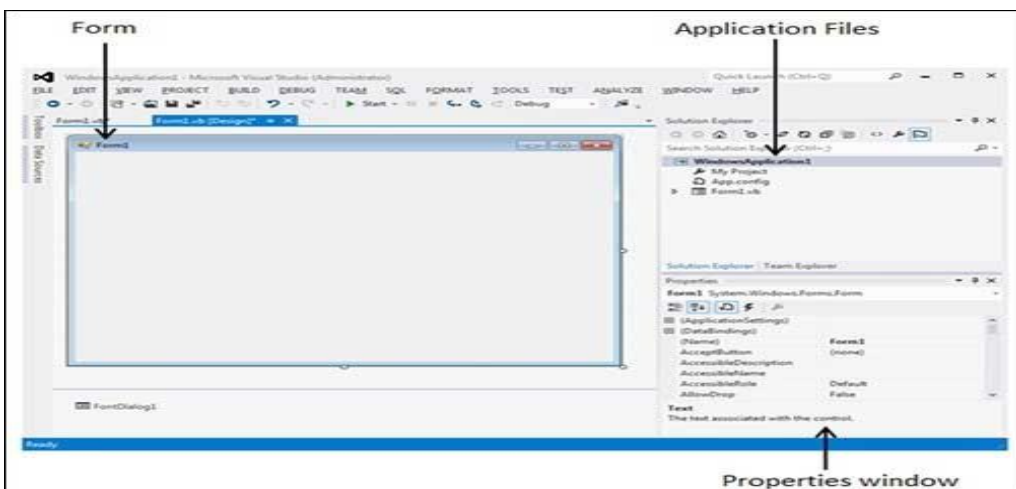 Form
Application Files
WindowsApplication1 - Microsoft Visual Studio (Administrator)
Quick Launch (Ctrl+Q)
FILE EDIT VIEW PROJECT BUILD DEBUG TEAM SQL FORMAT TOOLS TEST ANALYZE WINDOW HELP
Start Debug
Toolbox
Data Sources
Form1.vb*
Form1.vb [Design]*
Form1
Solution Explorer
Search Solution Explorer (Ctrl+;)
WindowsApplication1
My Project
App.config
Form1.vb
Solution Explorer Team Explorer
Properties
Form1 System.Windows.Forms.Form
(ApplicationSettings)
(DataBindings)
(Name) Form1
AcceptButton (none)
AccessibleDescription
AccessibleName
AccessibleRole Default
AllowDrop False
Text
The text associated with the control.
FontDialog1
Ready
Properties window